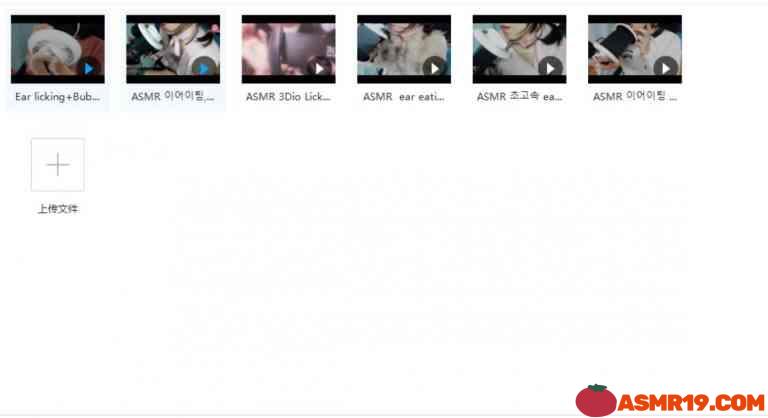 Ear licking+Bub...
ASMR 이어이팅,...
ASMR 3Dio Lick...
ASMR ear eati...
ASMR 초고속 ea...
ASMR 이어이팅 ...
上传文件
ASMR19.COM